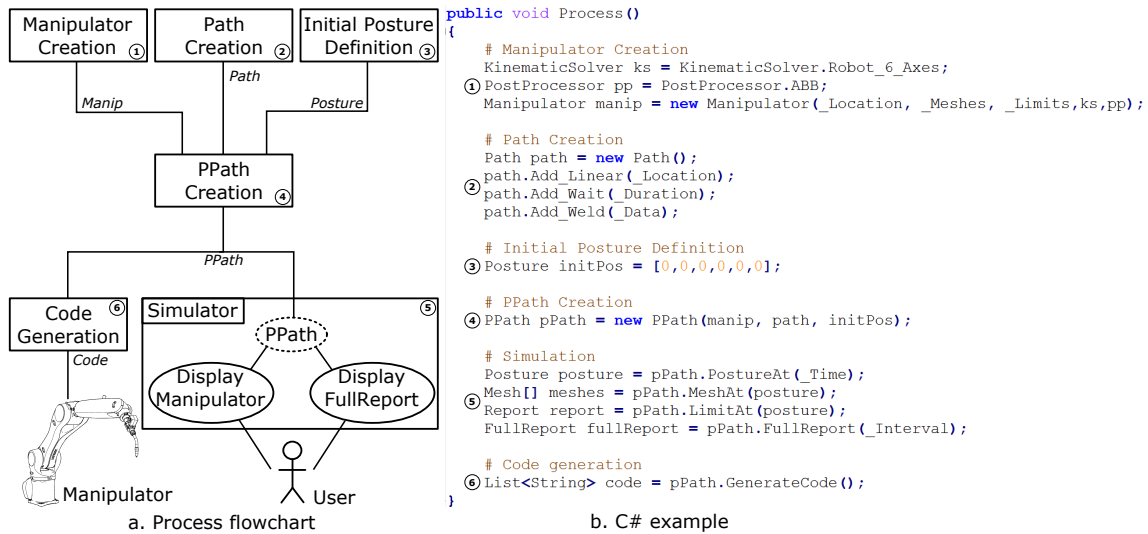 Manipulator
Creation
①
Path
Creation
②
Initial Posture
Definition
③
Manip
Path
Posture
PPath
Creation
④
PPath
Code
Generation
⑥
Code
Simulator
⑤
PPath
Display
Manipulator
Display
FullReport
Manipulator
User
a. Process flowchart
public void Process()
{
# Manipulator Creation
KinematicSolver ks = KinematicSolver.Robot_6_Axes;
① PostProcessor pp = PostProcessor.ABB;
Manipulator manip = new Manipulator(_Location, _Meshes, _Limits,ks,pp);
# Path Creation
Path path = new Path();
path.Add_Linear(_Location);
②
path.Add_Wait(_Duration);
path.Add_Weld(_Data);
# Initial Posture Definition
③ Posture initPos = [0,0,0,0,0,0];
# PPath Creation
④ PPath pPath = new PPath(manip, path, initPos);
# Simulation
Posture posture = pPath.PostureAt(_Time);
Mesh[] meshes = pPath.MeshAt(posture);
⑤
Report report = pPath.LimitAt(posture);
FullReport fullReport = pPath.FullReport(_Interval);
# Code generation
⑥ List<String> code = pPath.GenerateCode();
}
b. C# example